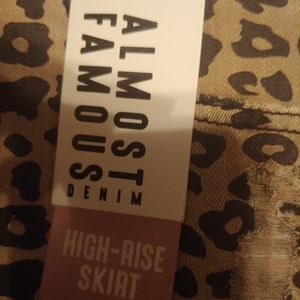 ALMOST
FAMOUS
DENIM
HIGH-RISE
SKIRT